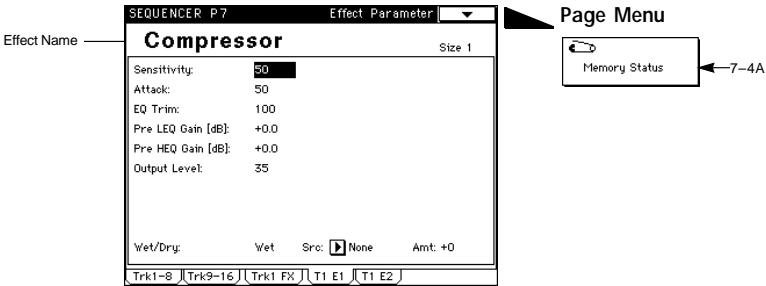 SEQUENCER P7 Effect Parameter
Page Menu
Effect Name
Compressor
Size 1
Memory Status
7–4A
Sensitivity: 50
Attack: 50
EQ Trim: 100
Pre LEQ Gain [dB]: +0.0
Pre HEQ Gain [dB]: +0.0
Output Level: 35
Wet/Dry: Wet Src: None Amt: +0
Trk1-8 Trk9-16 Trk1 FX T1 E1 T1 E2